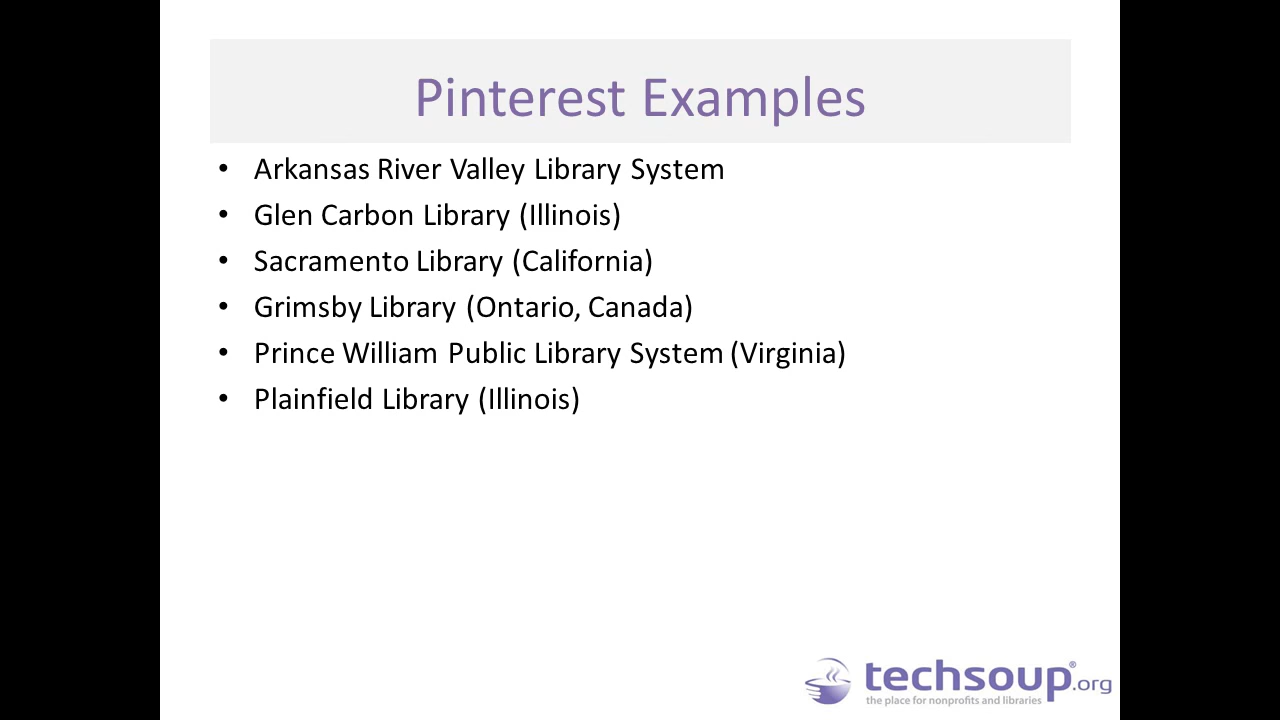 Pinterest Examples
• Arkansas River Valley Library System
• Glen Carbon Library (Illinois)
• Sacramento Library (California)
• Grimsby Library (Ontario, Canada)
• Prince William Public Library System (Virginia)
• Plainfield Library (Illinois)
techsoup®.org
the place for nonprofits and libraries